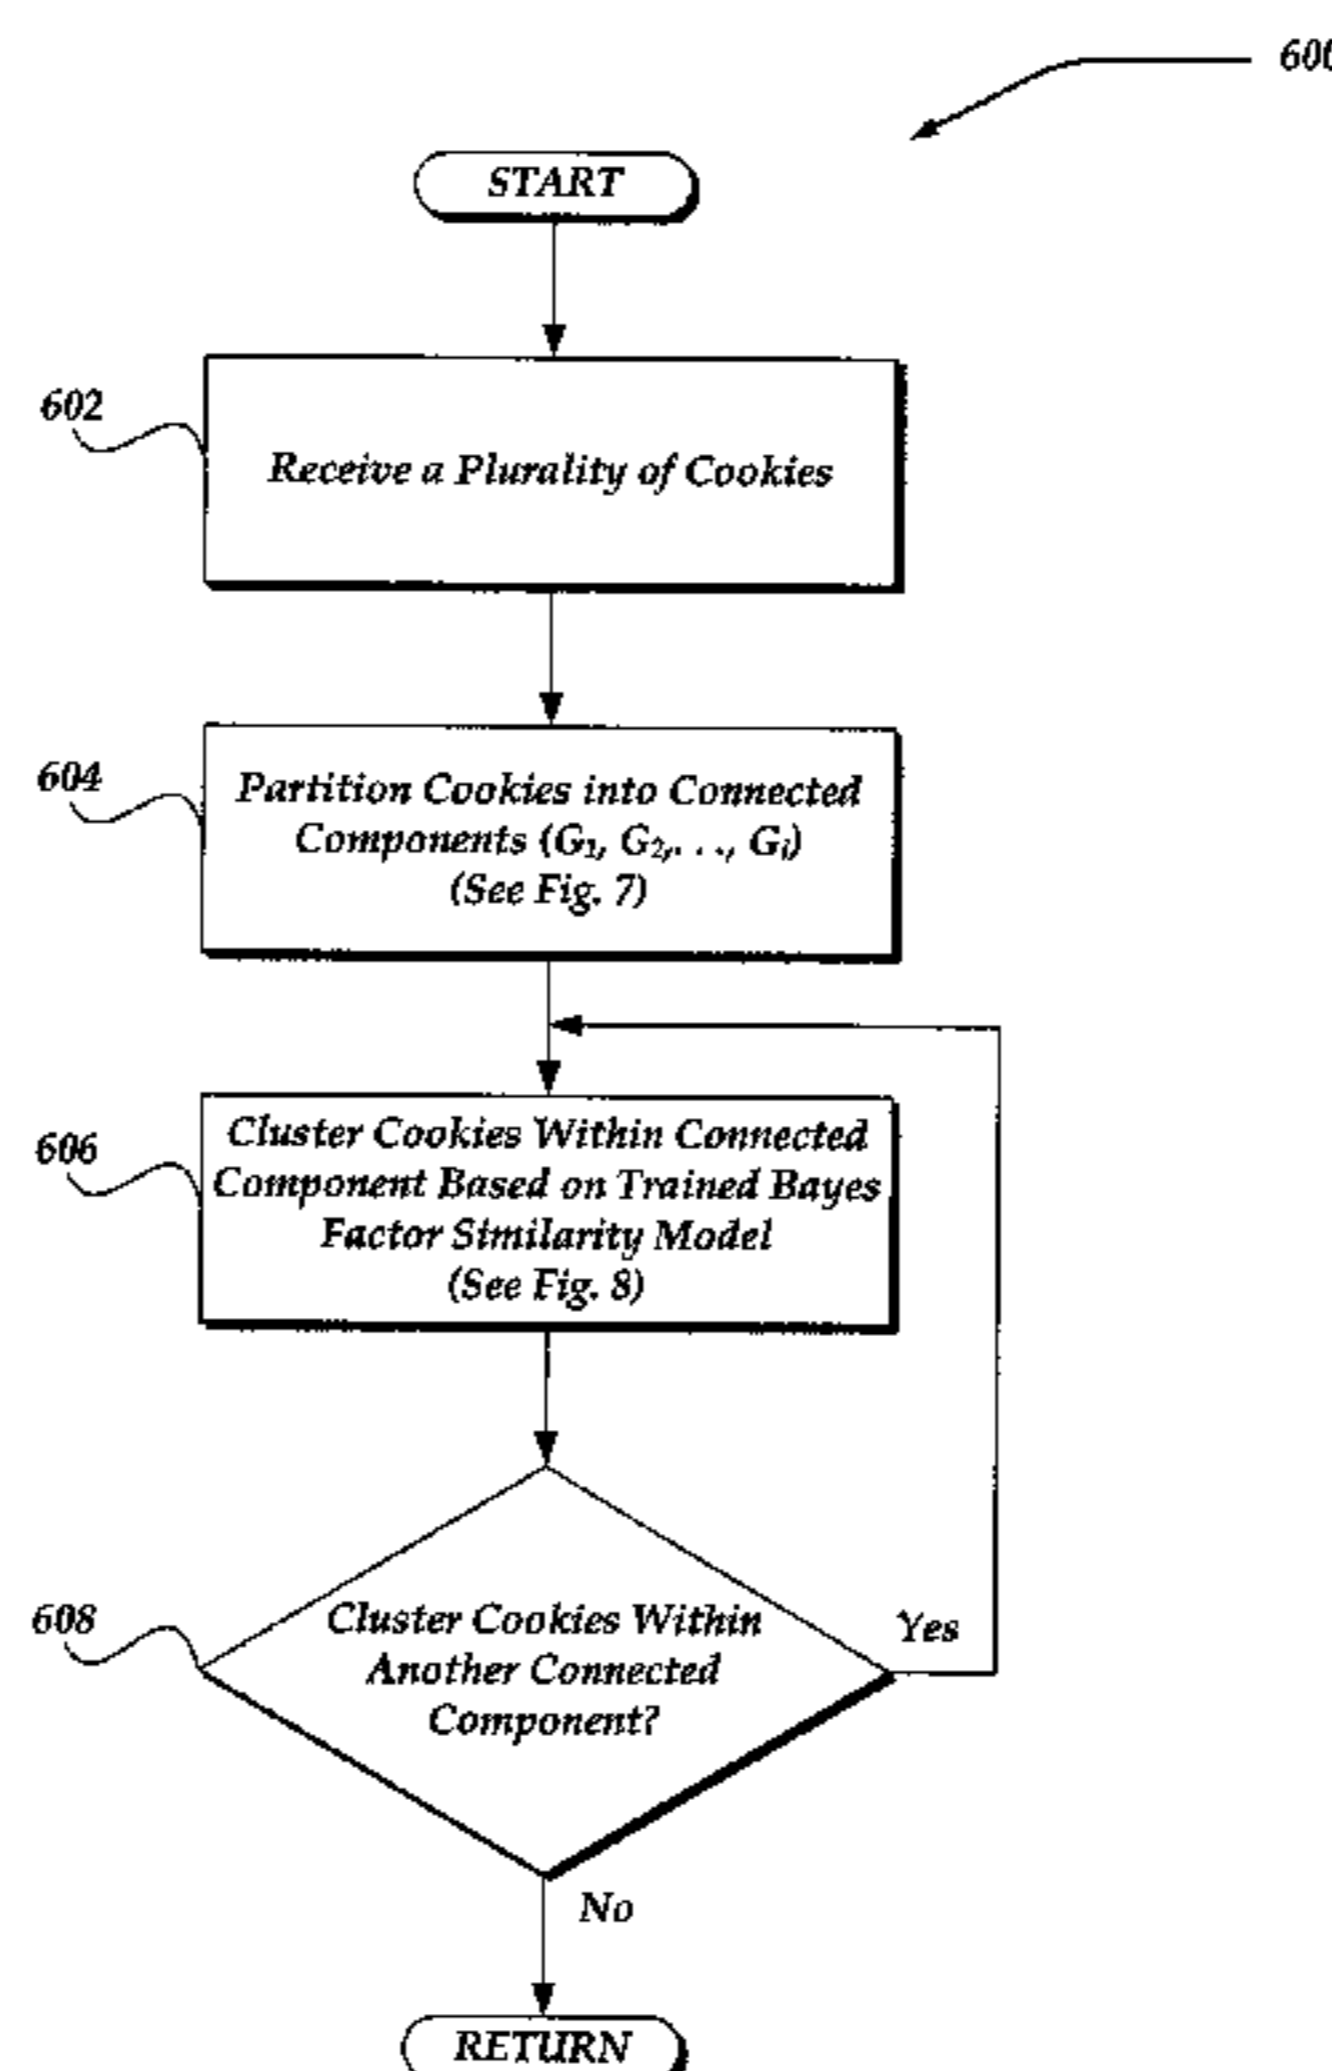 START
602
Receive a Plurality of Cookies
604
Partition Cookies into Connected
Components (G₁, G₂,. . ., Gᵢ)
(See Fig. 7)
606
Cluster Cookies Within Connected
Component Based on Trained Bayes
Factor Similarity Model
(See Fig. 8)
608
Cluster Cookies Within
Another Connected
Component?
Yes
No
RETURN